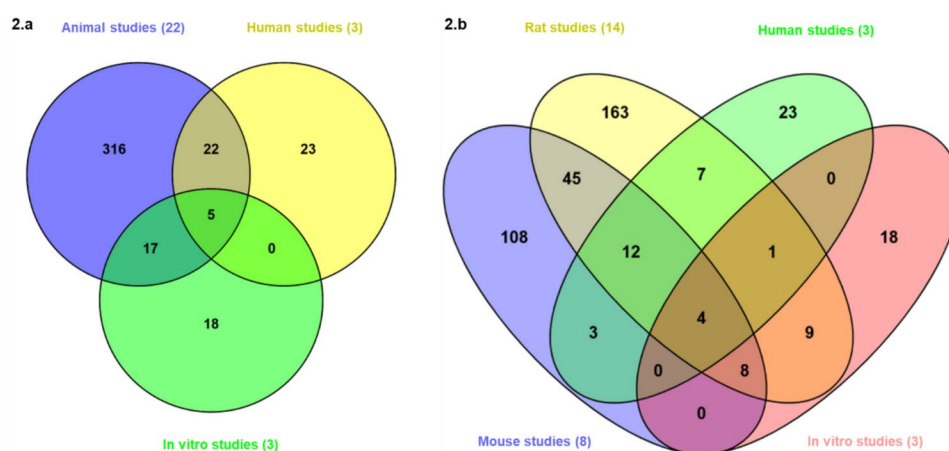 2.a
Animal studies (22)
Human studies (3)
316
22
23
5
17
0
18
In vitro studies (3)
2.b
Rat studies (14)
Human studies (3)
163
23
45
7
0
108
12
1
18
4
3
9
0
8
0
Mouse studies (8)
In vitro studies (3)